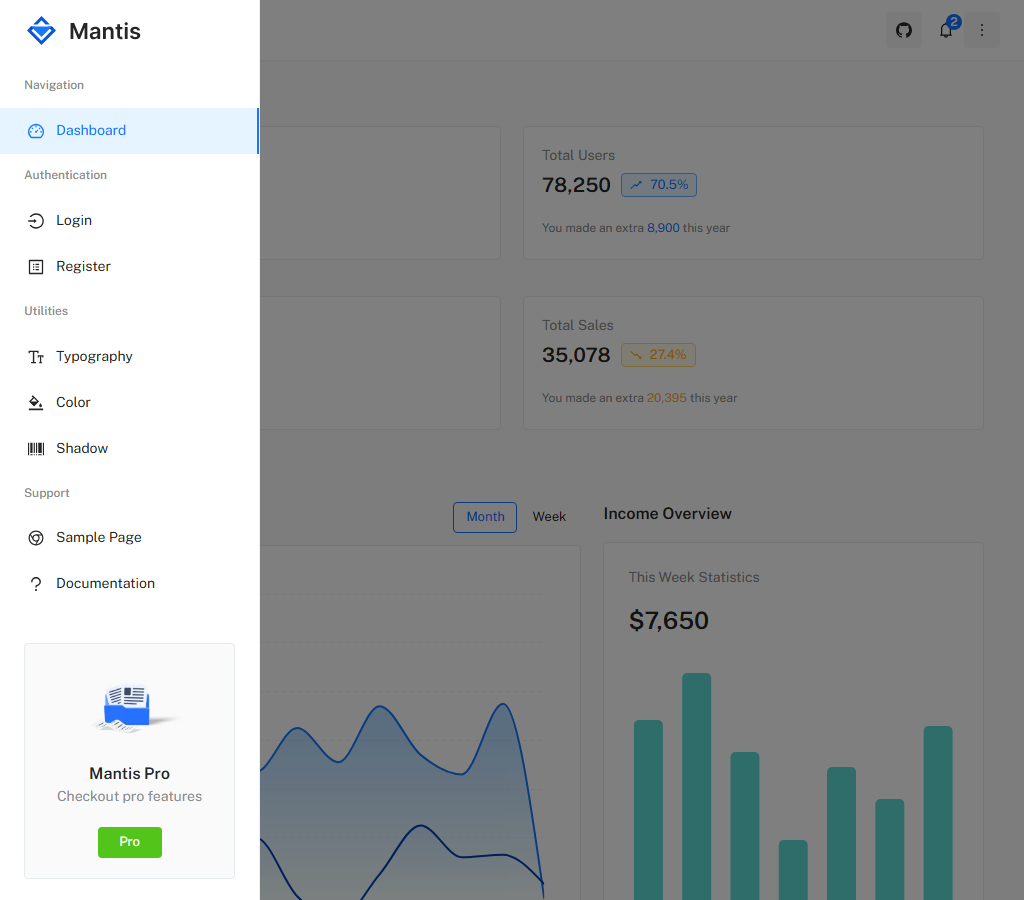 Mantis
Navigation
Dashboard
Authentication
Login
Register
Utilities
Typography
Color
Shadow
Support
Sample Page
Documentation
Mantis Pro
Checkout pro features
Pro
2
Total Users
78,250 70.5%
You made an extra 8,900 this year
Total Sales
35,078 27.4%
You made an extra 20,395 this year
Month Week
Income Overview
This Week Statistics
$7,650